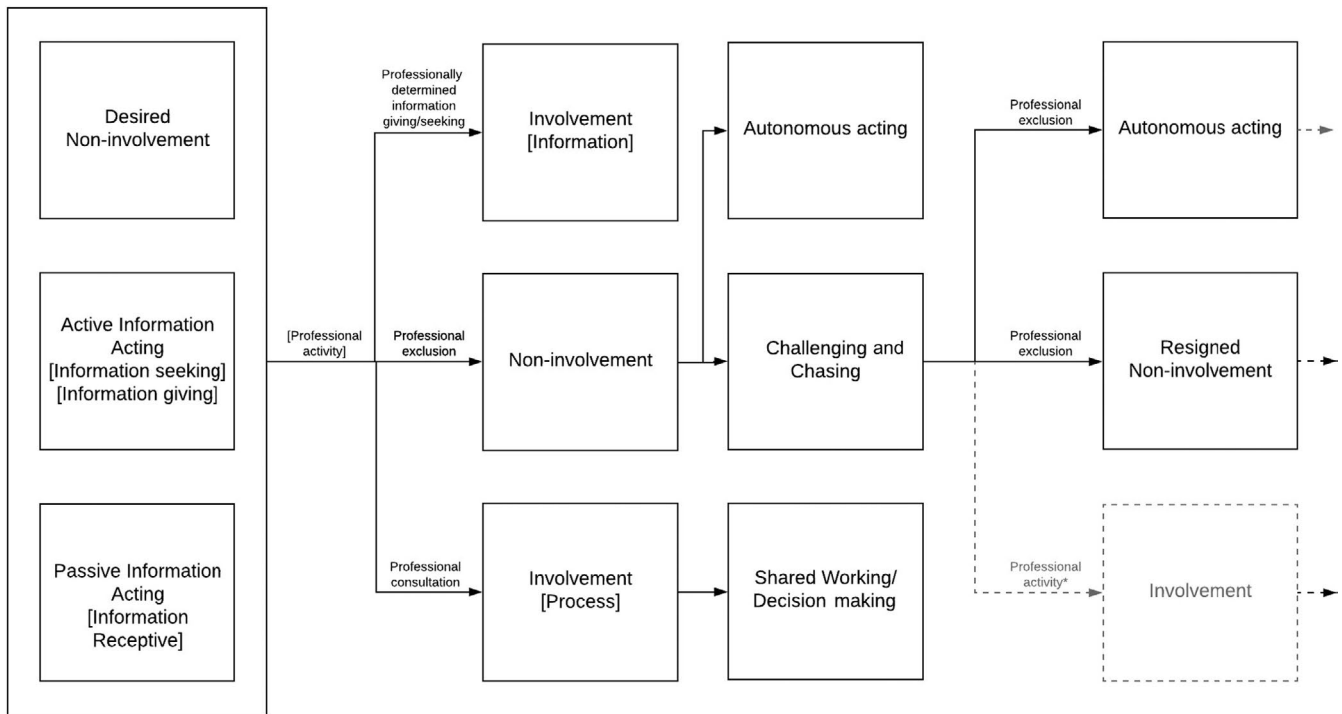 Desired
Non-involvement
Active Information
Acting
[Information seeking]
[Information giving]
Passive Information
Acting
[Information
Receptive]
[Professional
activity]
Professionally
determined
information
giving/seeking
Professional
exclusion
Professional
consultation
Involvement
[Information]
Non-involvement
Involvement
[Process]
Autonomous acting
Challenging and
Chasing
Shared Working/
Decision making
Professional
exclusion
Professional
exclusion
Professional
activity*
Autonomous acting
Resigned
Non-involvement
Involvement